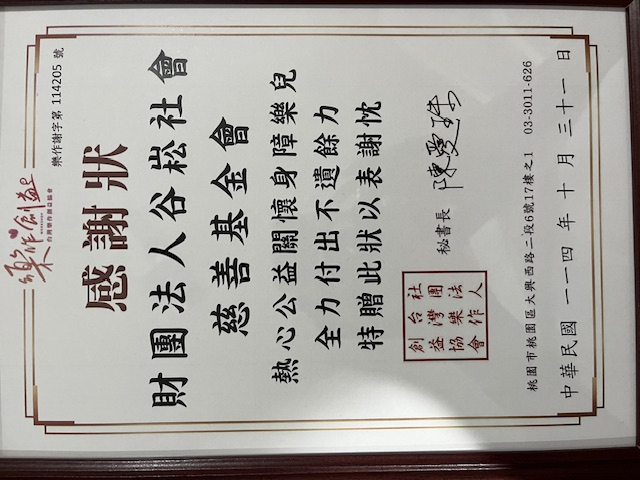 樂作創益
台灣樂作創益協會
樂作謝字第 114205 號
感謝狀
財團法人谷崧社會
慈善基金會
熱心公益關懷身障樂兒
全力付出不遺餘力
特贈此狀以表謝忱
社團法人
台灣樂作
創益協會
秘書長 陳愛珠
桃園市桃園區大興西路二段6號17樓之1 03-3011-626
中華民國 一一四 年 十 月 三十一 日